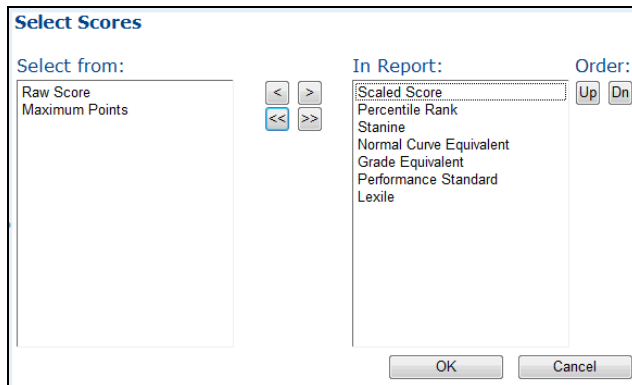 Select Scores
Select from:
In Report:
Order:
Raw Score
Maximum Points
<
>
<<
>>
Scaled Score
Percentile Rank
Stanine
Normal Curve Equivalent
Grade Equivalent
Performance Standard
Lexile
Up
Dn
OK
Cancel